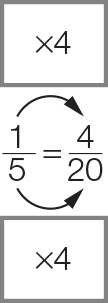 ×4
1/5 = 4/20
×4